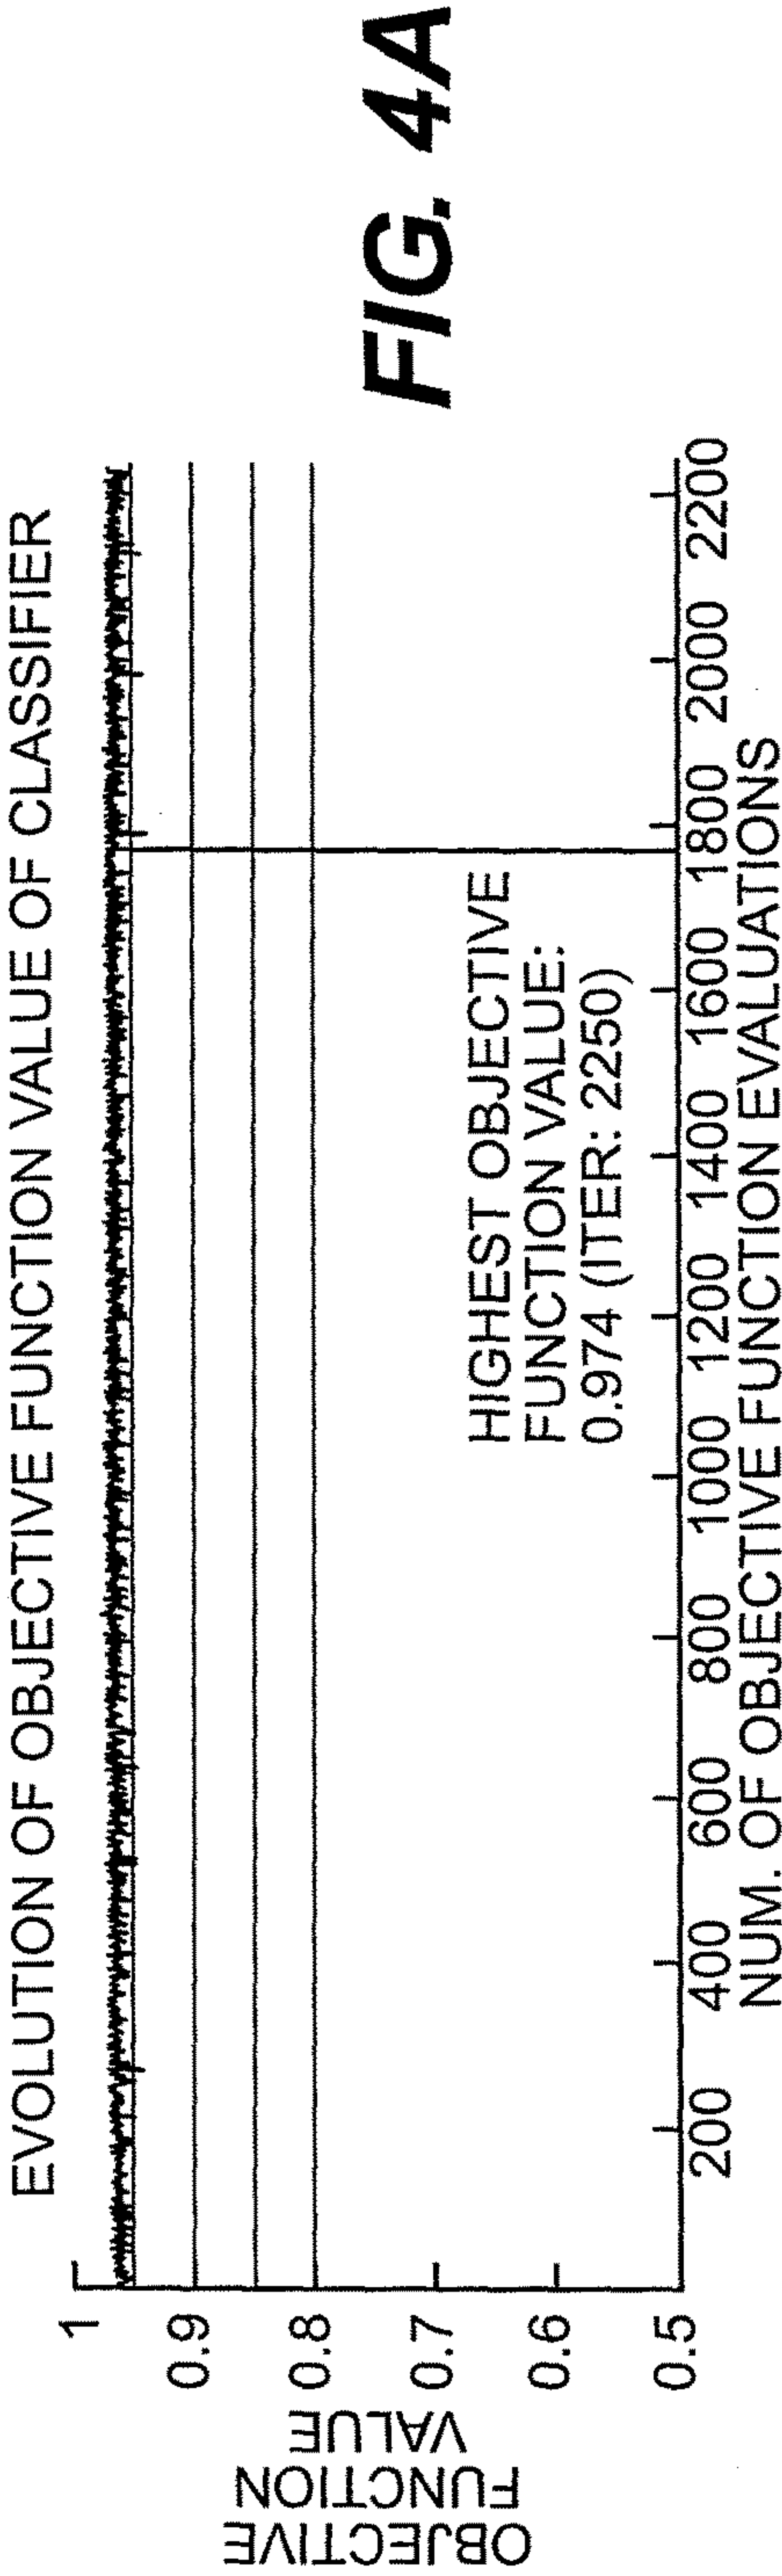 EVOLUTION OF OBJECTIVE FUNCTION VALUE OF CLASSIFIER
OBJECTIVE
FUNCTION
VALUE
1
0.9
0.8
0.7
0.6
0.5
HIGHEST OBJECTIVE
FUNCTION VALUE:
0.974 (ITER: 2250)
200 400 600 800 1000 1200 1400 1600 1800 2000 2200
NUM. OF OBJECTIVE FUNCTION EVALUATIONS
FIG. 4A